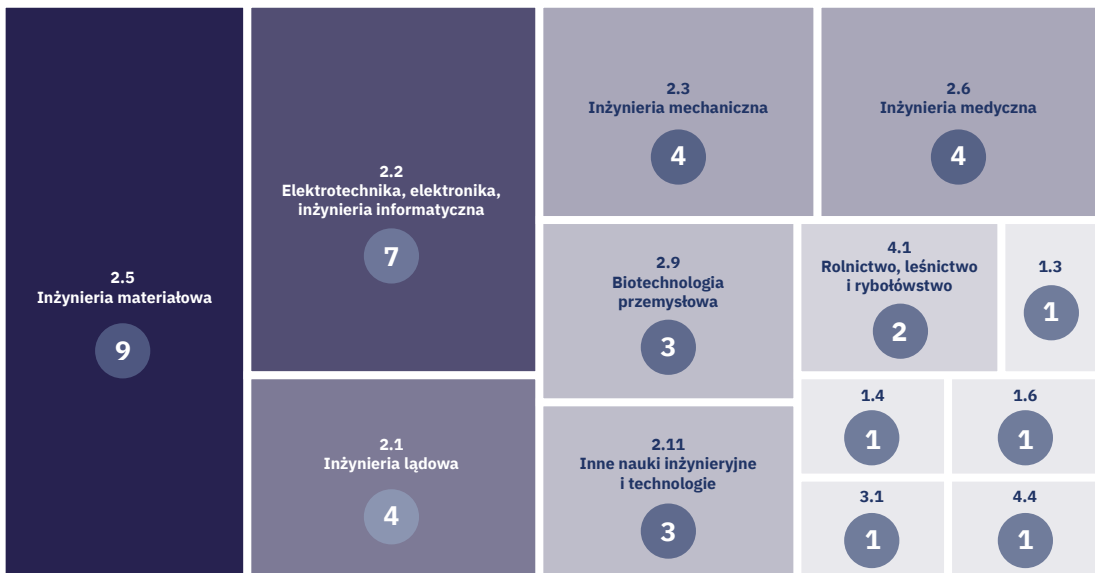 2.5
Inżynieria materiałowa
9
2.2
Elektrotechnika, elektronika,
inżynieria informatyczna
7
2.1
Inżynieria lądowa
4
2.3
Inżynieria mechaniczna
4
2.6
Inżynieria medyczna
4
2.9
Biotechnologia
przemysłowa
3
2.11
Inne nauki inżynieryjne
i technologie
3
4.1
Rolnictwo, leśnictwo
i rybołówstwo
2
1.3
1
1.4
1
1.6
1
3.1
1
4.4
1